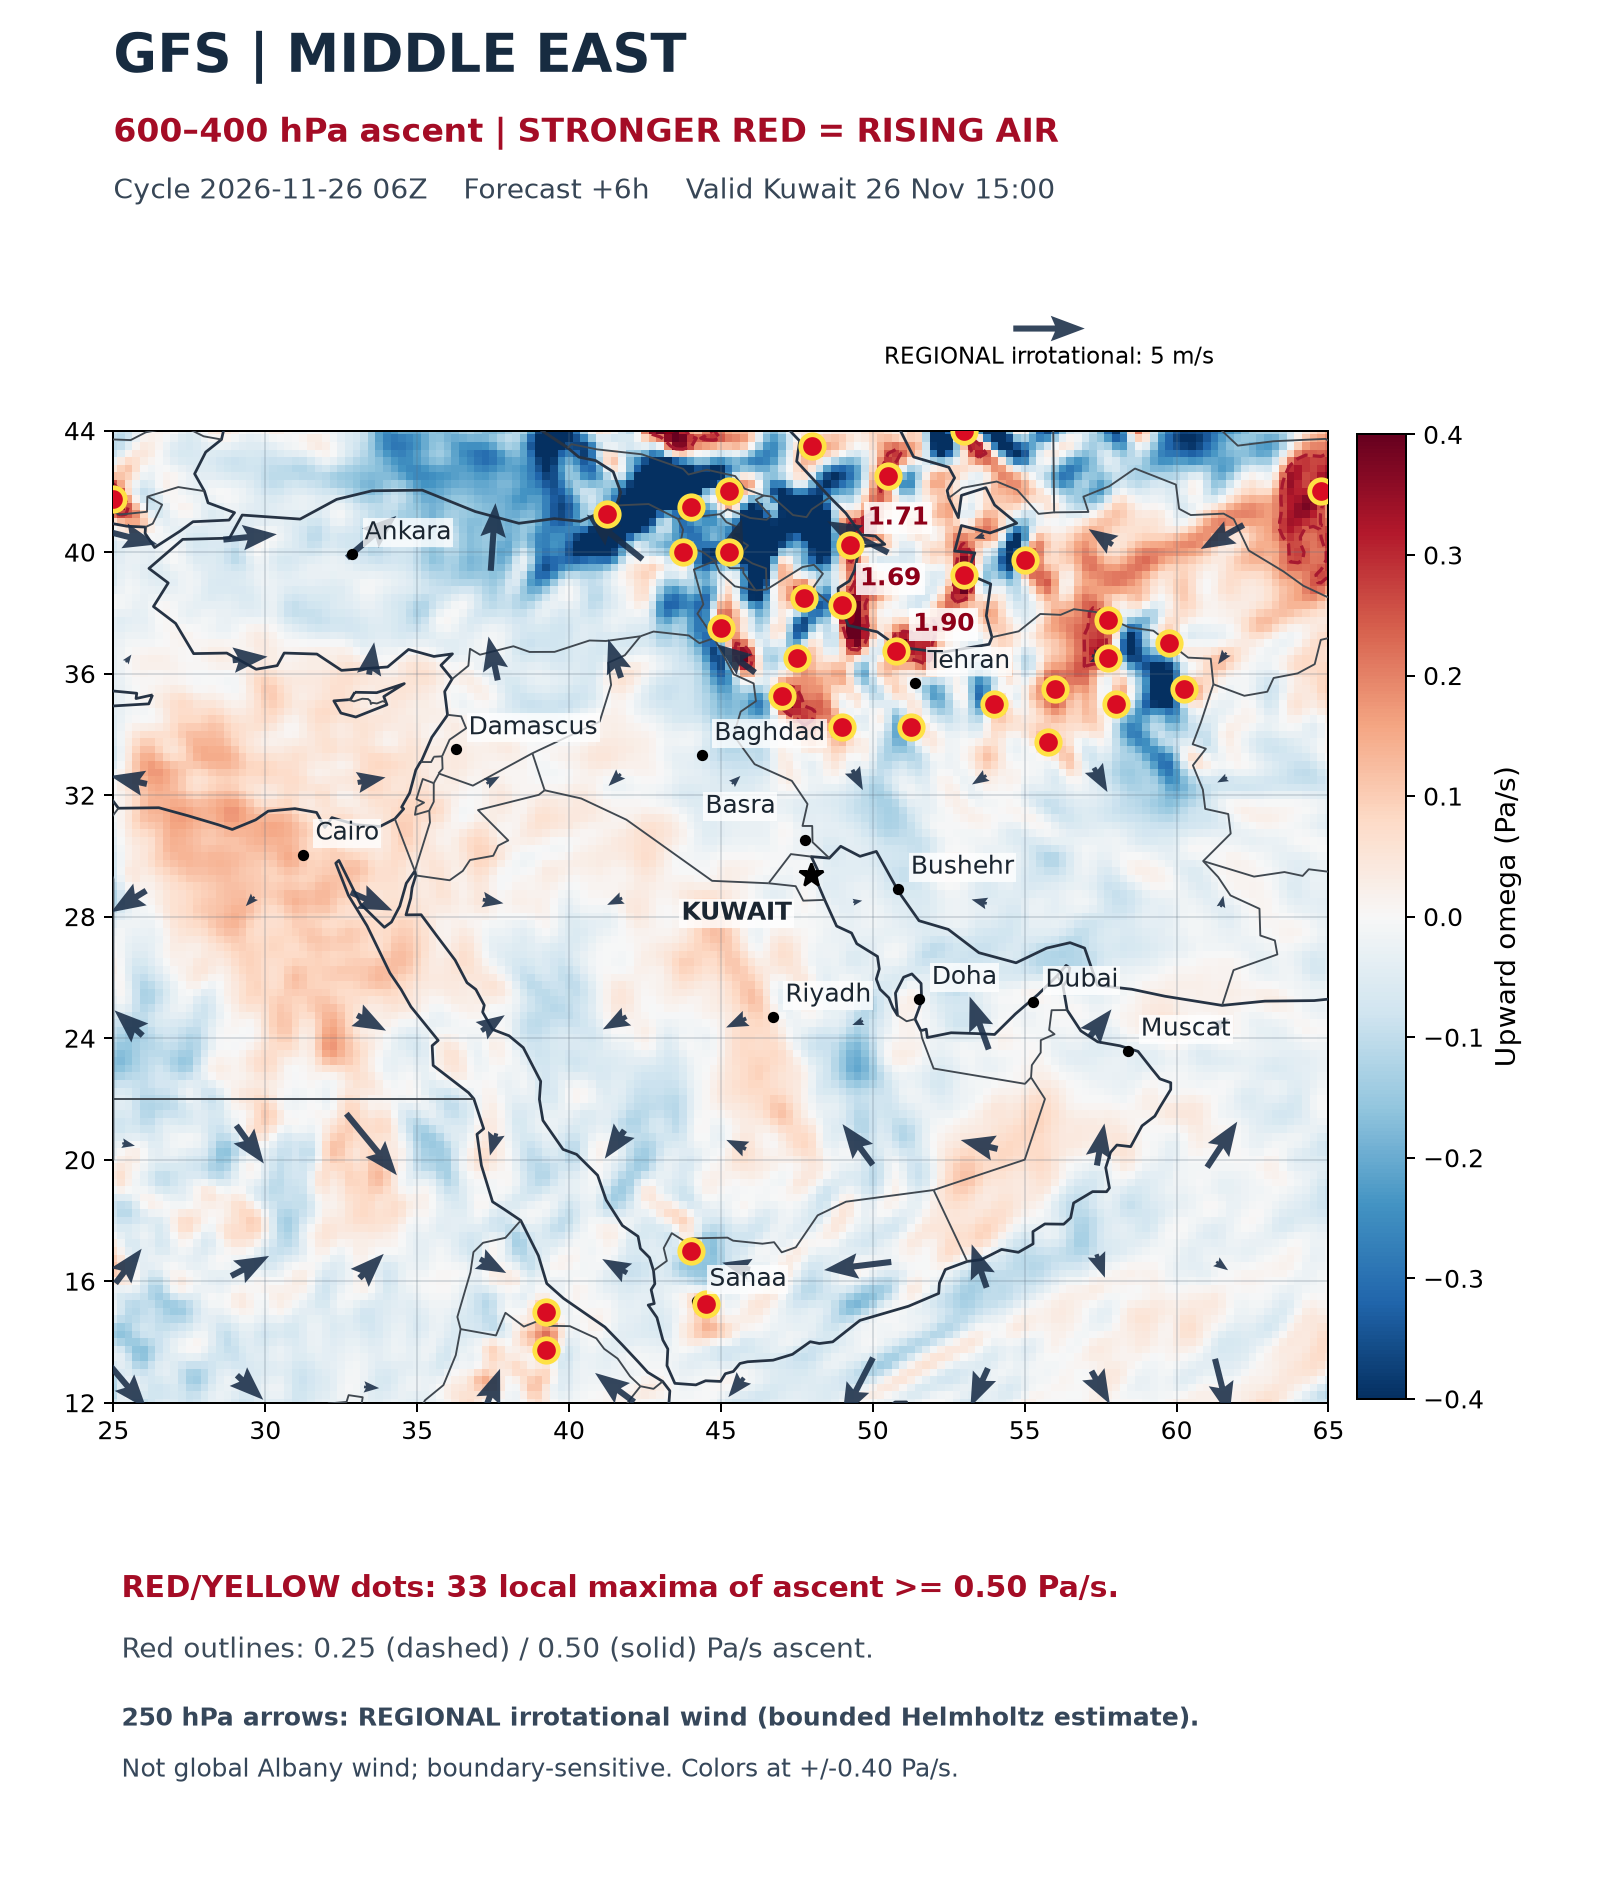 GFS | MIDDLE EAST
600–400 hPa ascent | STRONGER RED = RISING AIR
Cycle 2026-11-26 06Z    Forecast +6h    Valid Kuwait 26 Nov 15:00
REGIONAL irrotational: 5 m/s
44
40
36
32
28
24
20
16
12
25
30
35
40
45
50
55
60
65
1.71
1.69
1.90
Ankara
Tehran
Damascus
Baghdad
Basra
Cairo
Bushehr
KUWAIT
Riyadh
Doha
Dubai
Muscat
Sanaa
0.4
0.3
0.2
0.1
0.0
−0.1
−0.2
−0.3
−0.4
Upward omega (Pa/s)
RED/YELLOW dots: 33 local maxima of ascent >= 0.50 Pa/s.
Red outlines: 0.25 (dashed) / 0.50 (solid) Pa/s ascent.
250 hPa arrows: REGIONAL irrotational wind (bounded Helmholtz estimate).
Not global Albany wind; boundary-sensitive. Colors at +/-0.40 Pa/s.